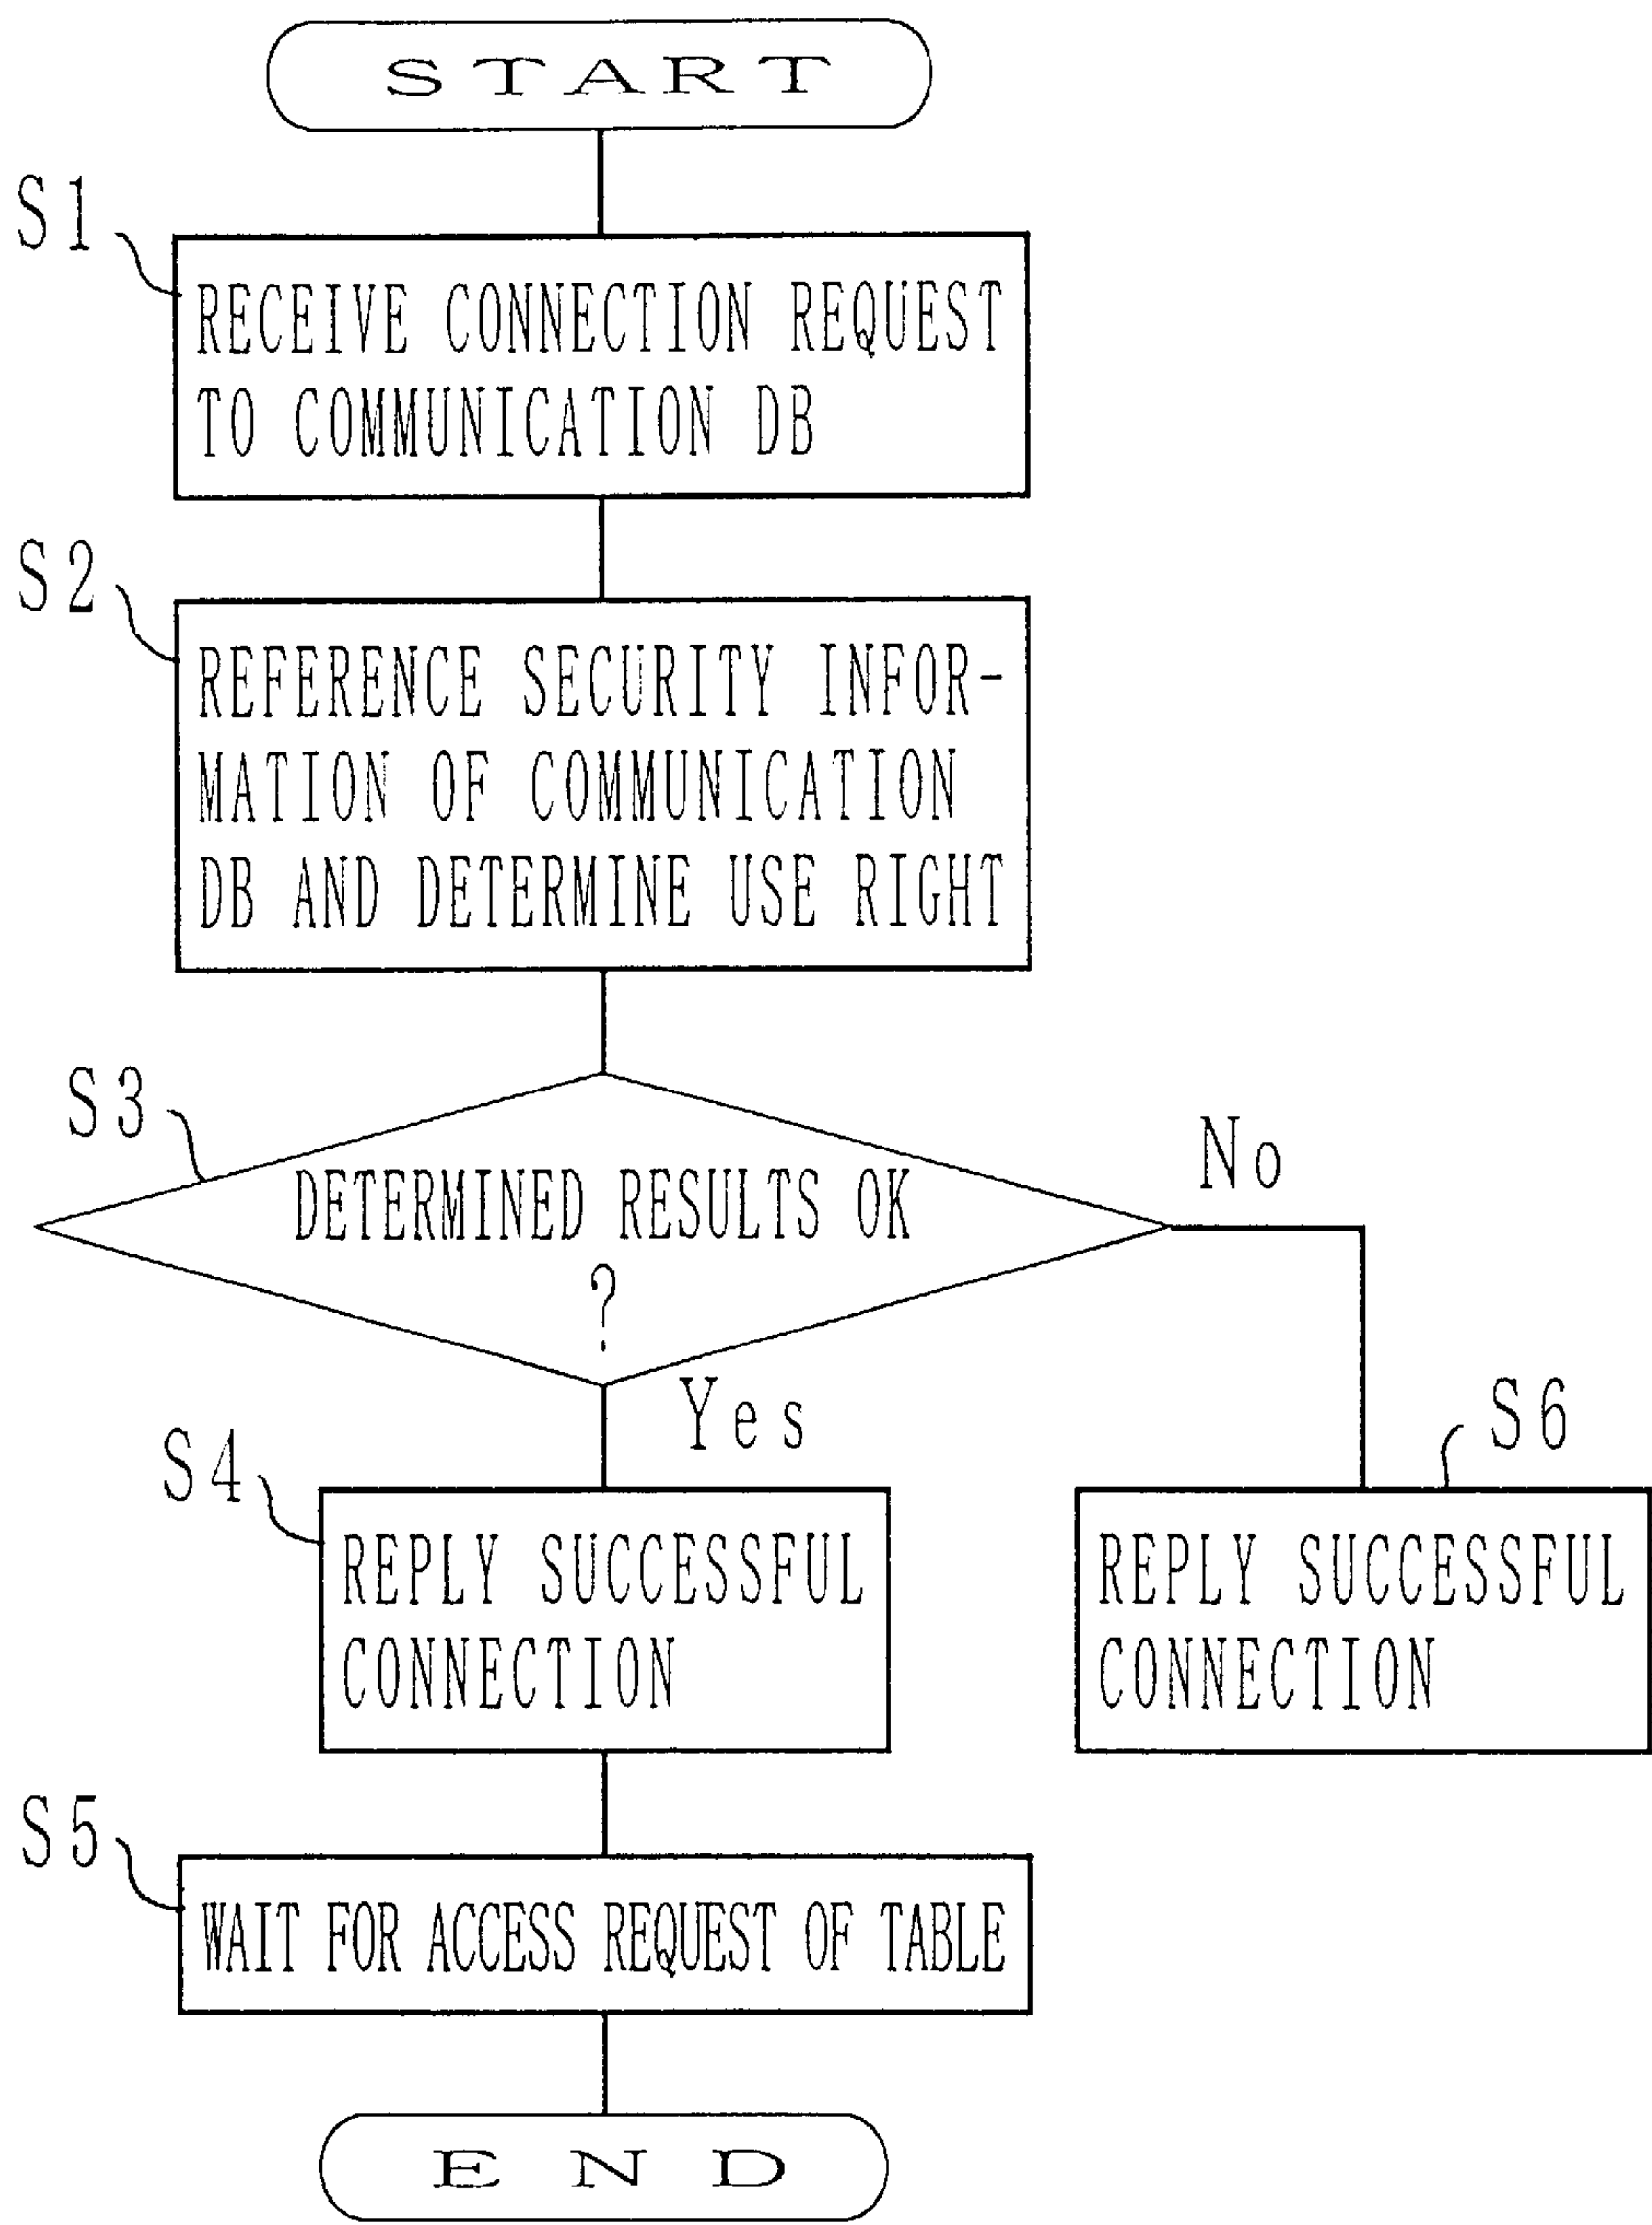 START
S1
RECEIVE CONNECTION REQUEST
TO COMMUNICATION DB
S2
REFERENCE SECURITY INFOR-
MATION OF COMMUNICATION
DB AND DETERMINE USE RIGHT
S3
DETERMINED RESULTS OK
?
No
Yes
S4
REPLY SUCCESSFUL
CONNECTION
S6
REPLY SUCCESSFUL
CONNECTION
S5
WAIT FOR ACCESS REQUEST OF TABLE
END